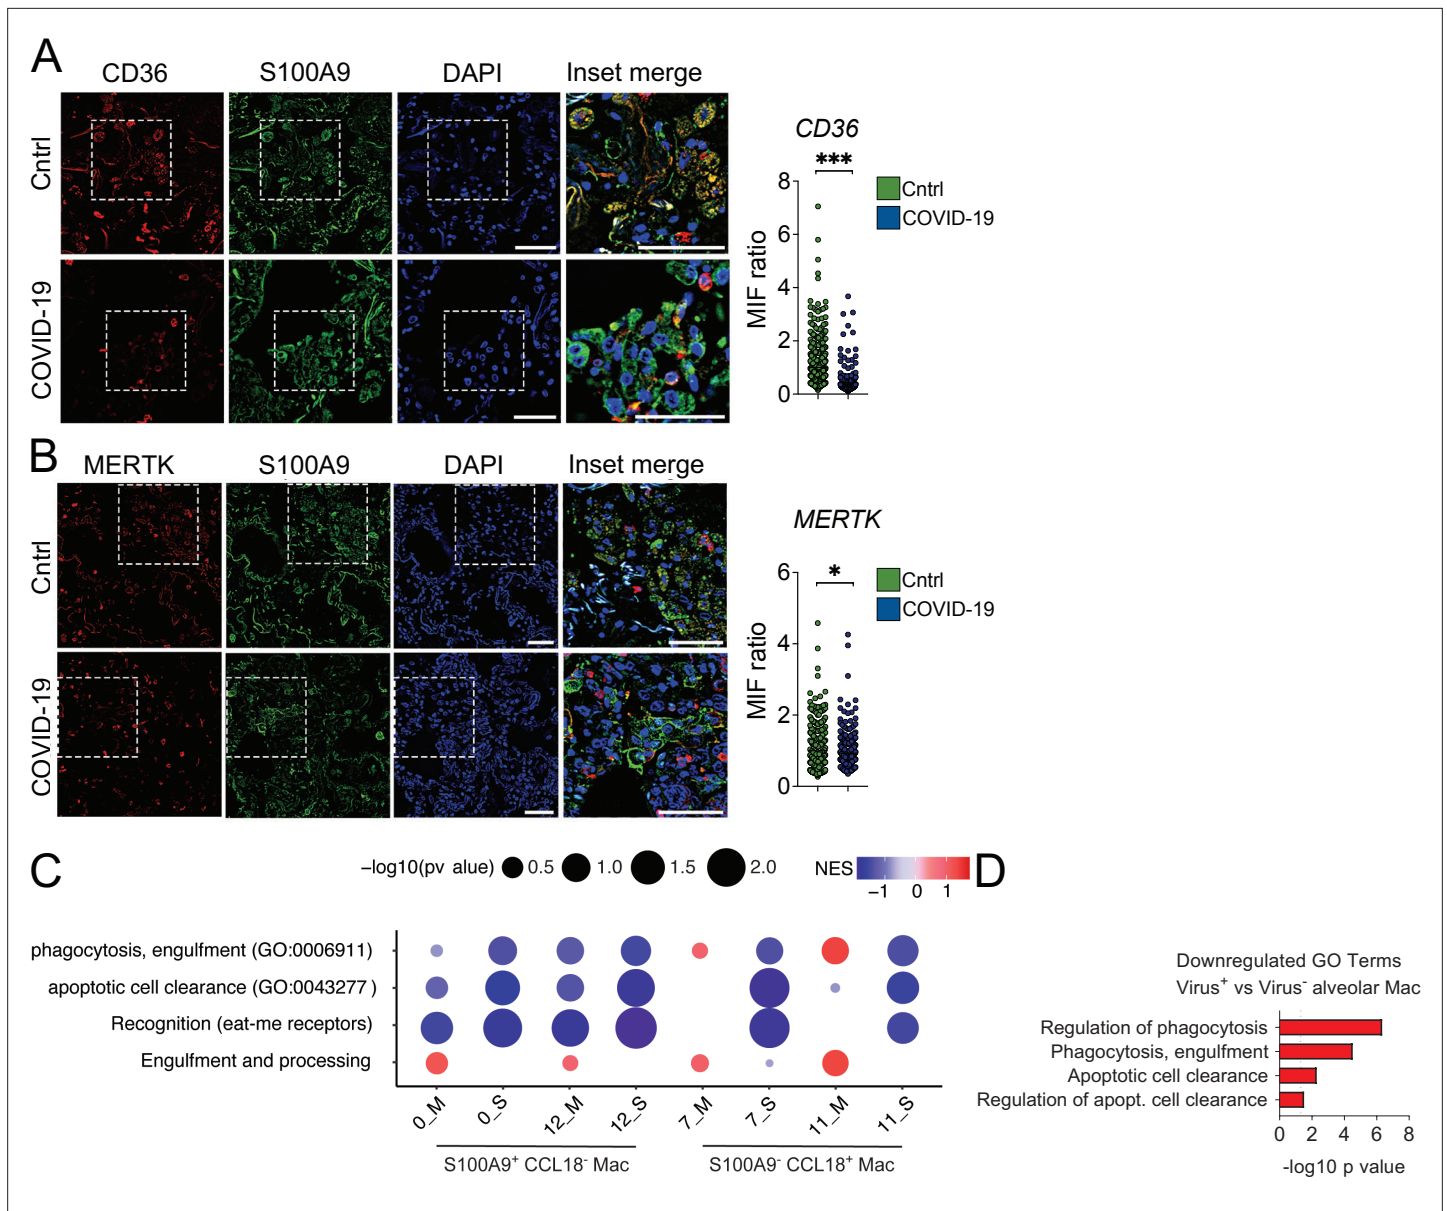 A
CD36
S100A9
DAPI
Inset merge
Cntrl
COVID-19
CD36
***
8
6
4
2
0
MIF ratio
Cntrl
COVID-19
B
MERTK
S100A9
DAPI
Inset merge
Cntrl
COVID-19
MERTK
*
6
4
2
0
MIF ratio
Cntrl
COVID-19
C
−log10(pv alue) 0.5 1.0 1.5 2.0
NES −1 0 1
phagocytosis, engulfment (GO:0006911)
apoptotic cell clearance (GO:0043277)
Recognition (eat-me receptors)
Engulfment and processing
0_M 0_S 12_M 12_S 7_M 7_S 11_M 11_S
S100A9+ CCL18- Mac
S100A9- CCL18+ Mac
D
Downregulated GO Terms
Virus+ vs Virus- alveolar Mac
Regulation of phagocytosis
Phagocytosis, engulfment
Apoptotic cell clearance
Regulation of apopt. cell clearance
0 2 4 6 8
-log10 p value